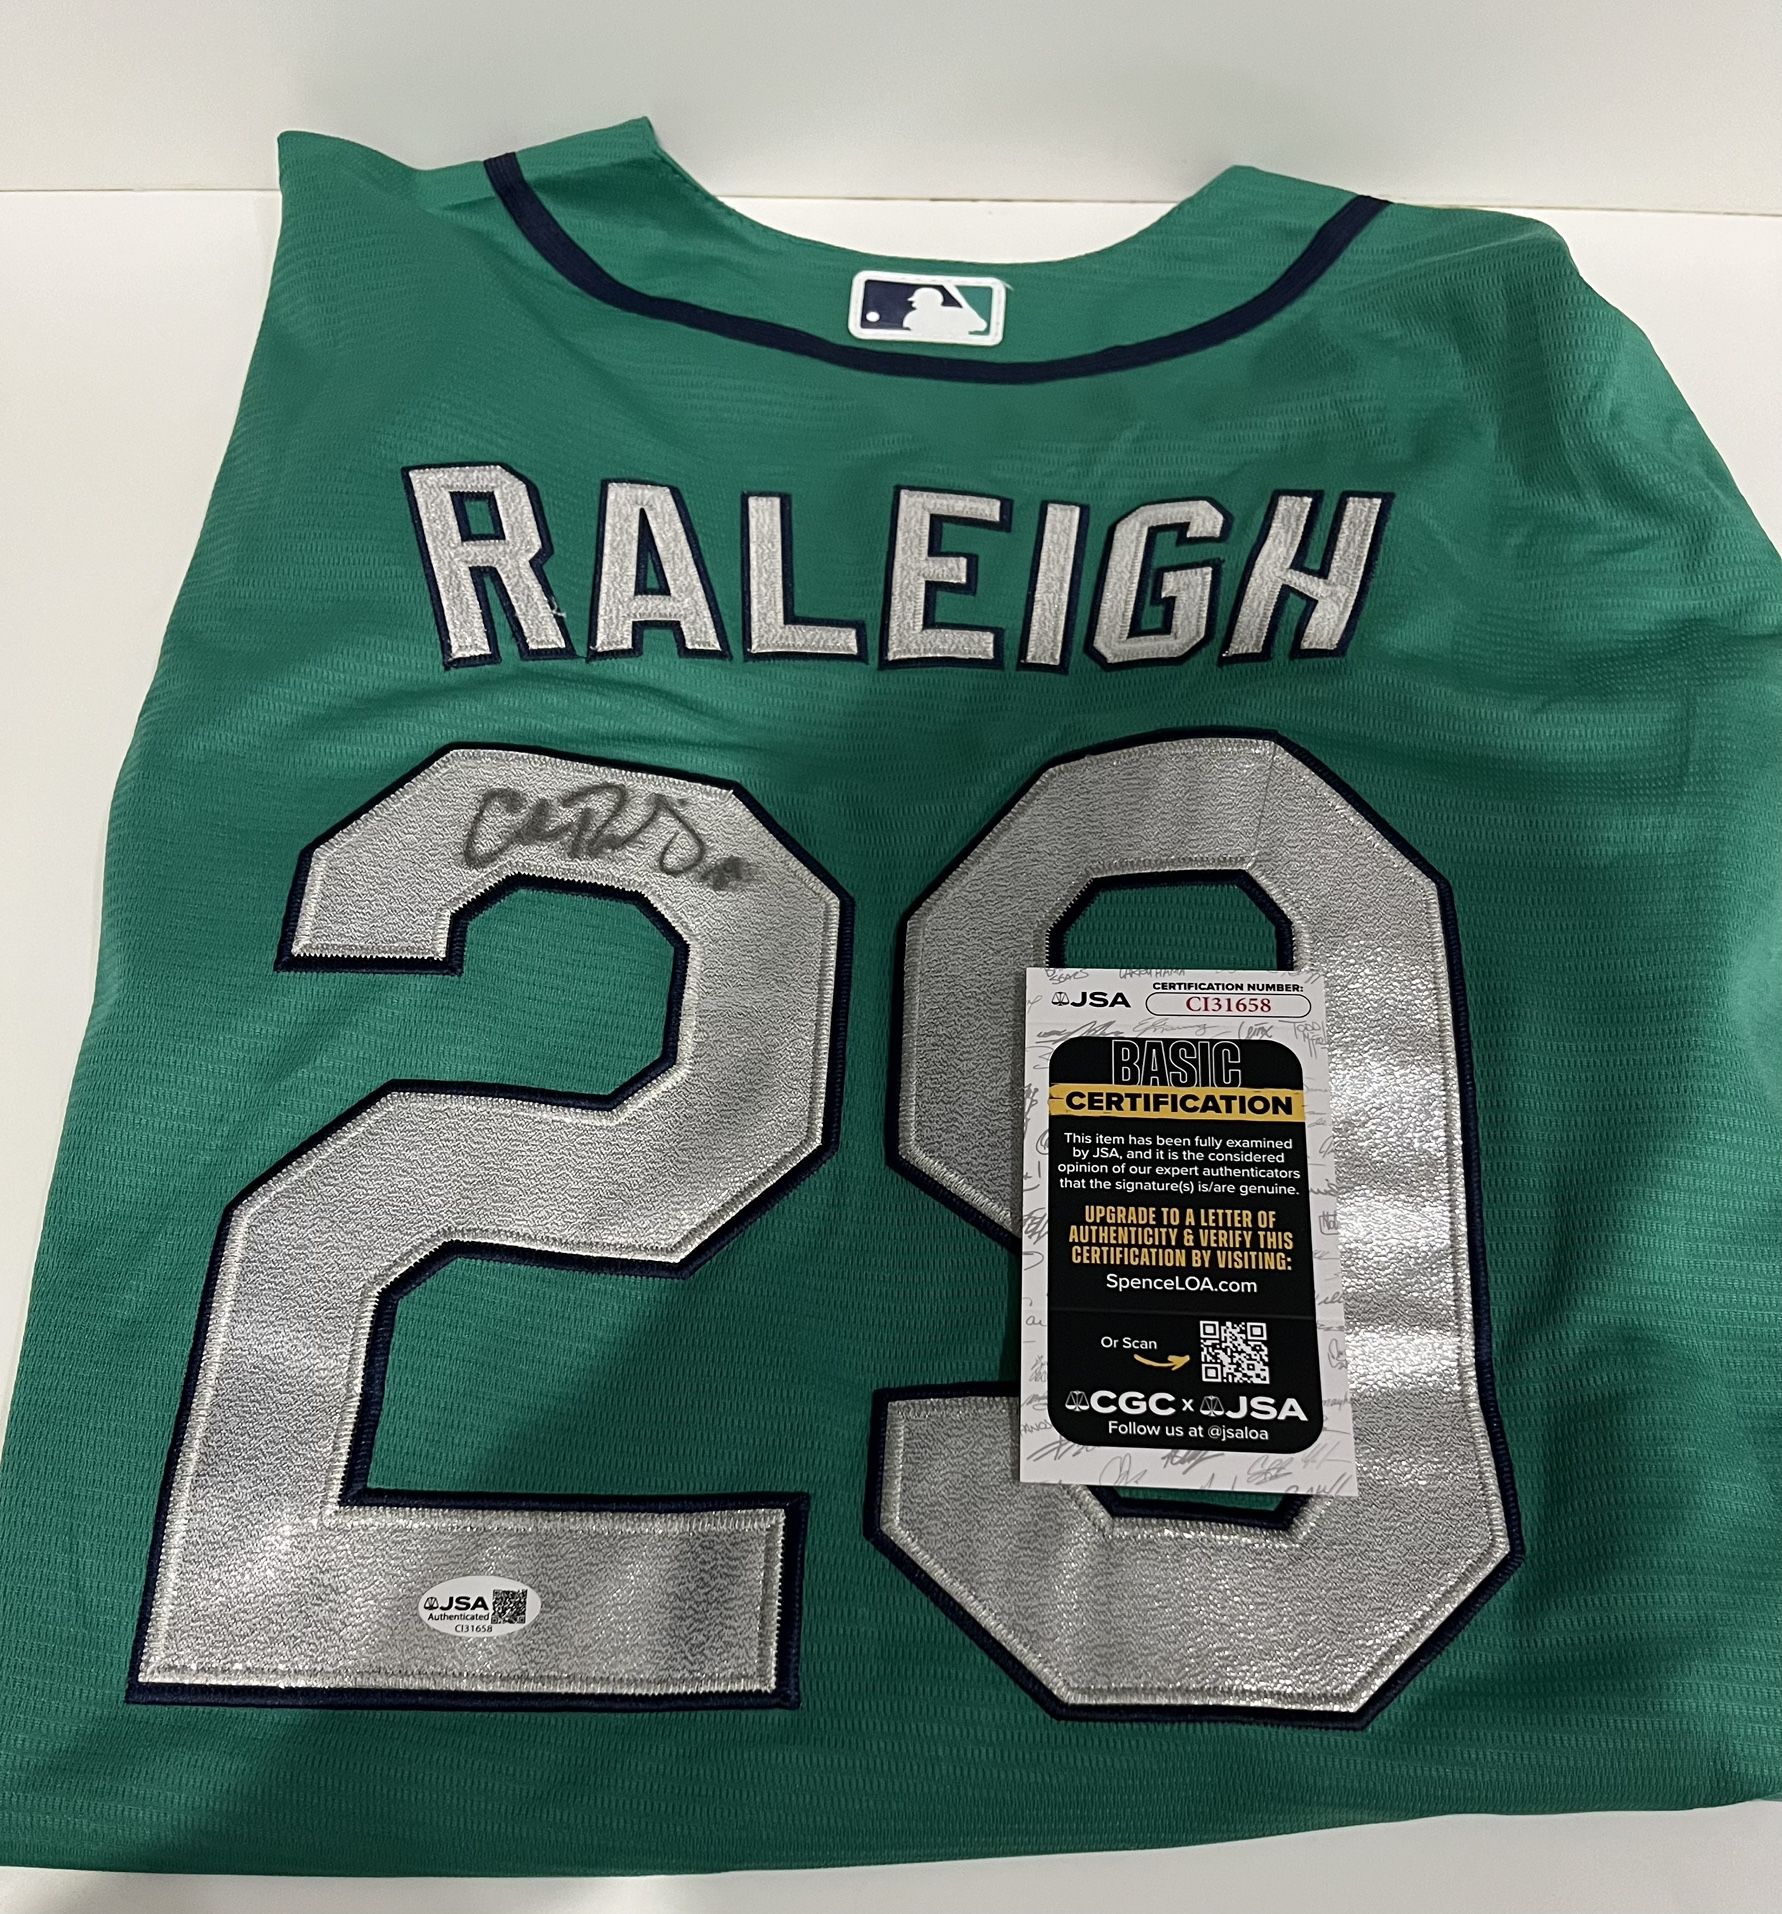 RALEIGH
29
JSA
CERTIFICATION NUMBER:
CI31658
BASIC
CERTIFICATION
This item has been fully examined
by JSA, and it is the considered
opinion of our expert authenticators
that the signature(s) is/are genuine.
UPGRADE TO A LETTER OF
AUTHENTICITY & VERIFY THIS
CERTIFICATION BY VISITING:
SpenceLOA.com
Or Scan
CGC x JSA
Follow us at @jsaloa
JSA
Authenticated
CI31658